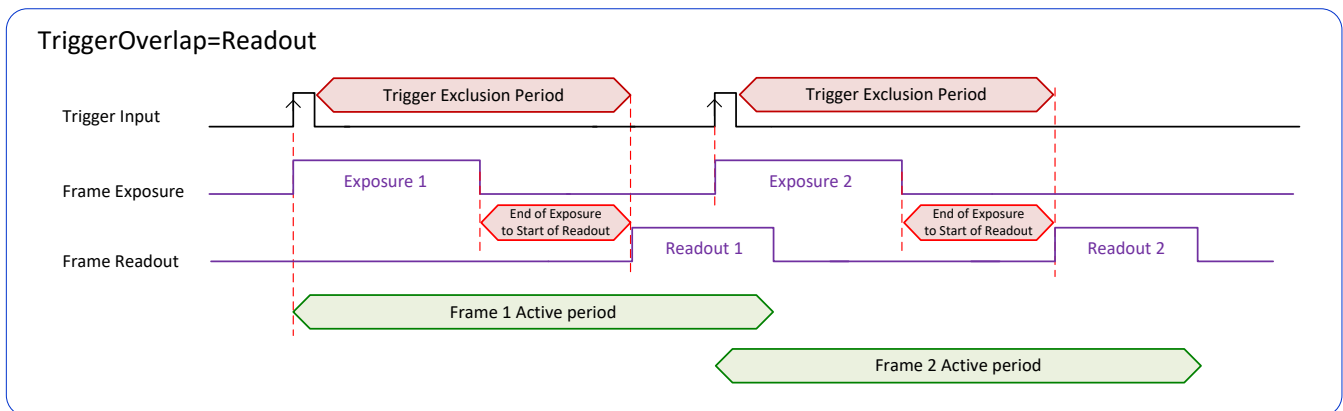 TriggerOverlap=Readout
Trigger Exclusion Period
Trigger Exclusion Period
Trigger Input
Exposure 1
Exposure 2
Frame Exposure
End of Exposure
to Start of Readout
End of Exposure
to Start of Readout
Readout 1
Readout 2
Frame Readout
Frame 1 Active period
Frame 2 Active period